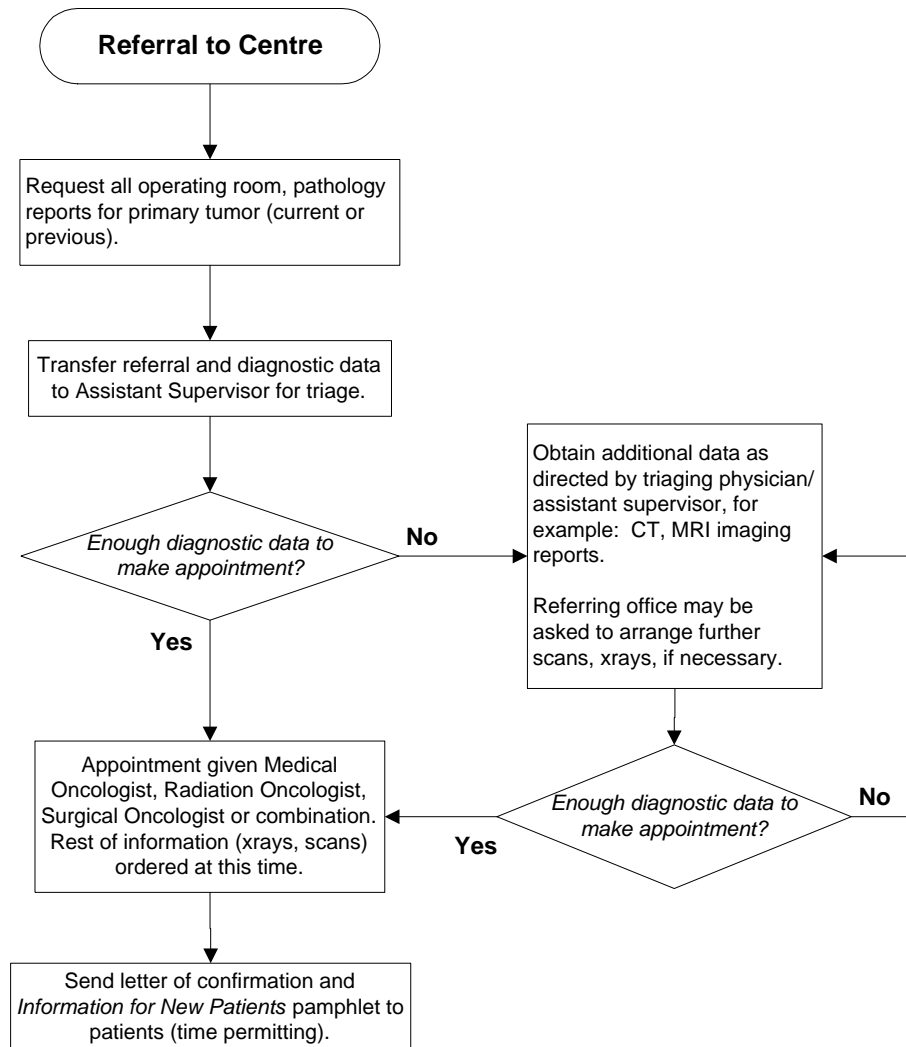 Referral to Centre
Request all operating room, pathology
reports for primary tumor (current or
previous).
Transfer referral and diagnostic data
to Assistant Supervisor for triage.
Enough diagnostic data to
make appointment?
No
Yes
Obtain additional data as
directed by triaging physician/
assistant supervisor, for
example:  CT, MRI imaging
reports.
Referring office may be
asked to arrange further
scans, xrays, if necessary.
Enough diagnostic data to
make appointment?
No
Yes
Appointment given Medical
Oncologist, Radiation Oncologist,
Surgical Oncologist or combination.
Rest of information (xrays, scans)
ordered at this time.
Send letter of confirmation and
Information for New Patients pamphlet to
patients (time permitting).